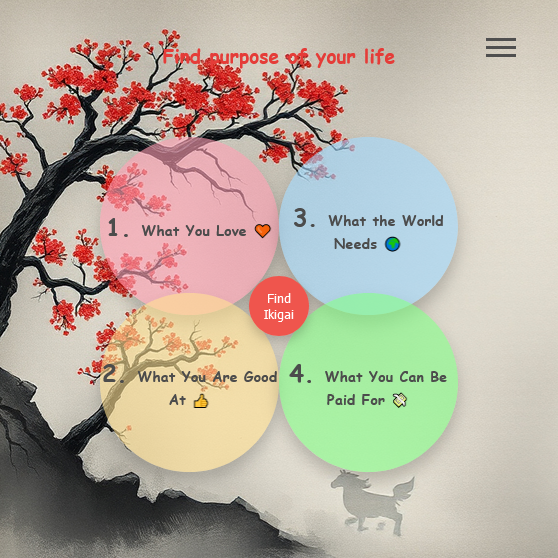 Find purpose of your life
1. What You Love 🧡
3. What the World
Needs 🌍
Find
Ikigai
2. What You Are Good
At 👍
4. What You Can Be
Paid For 💸